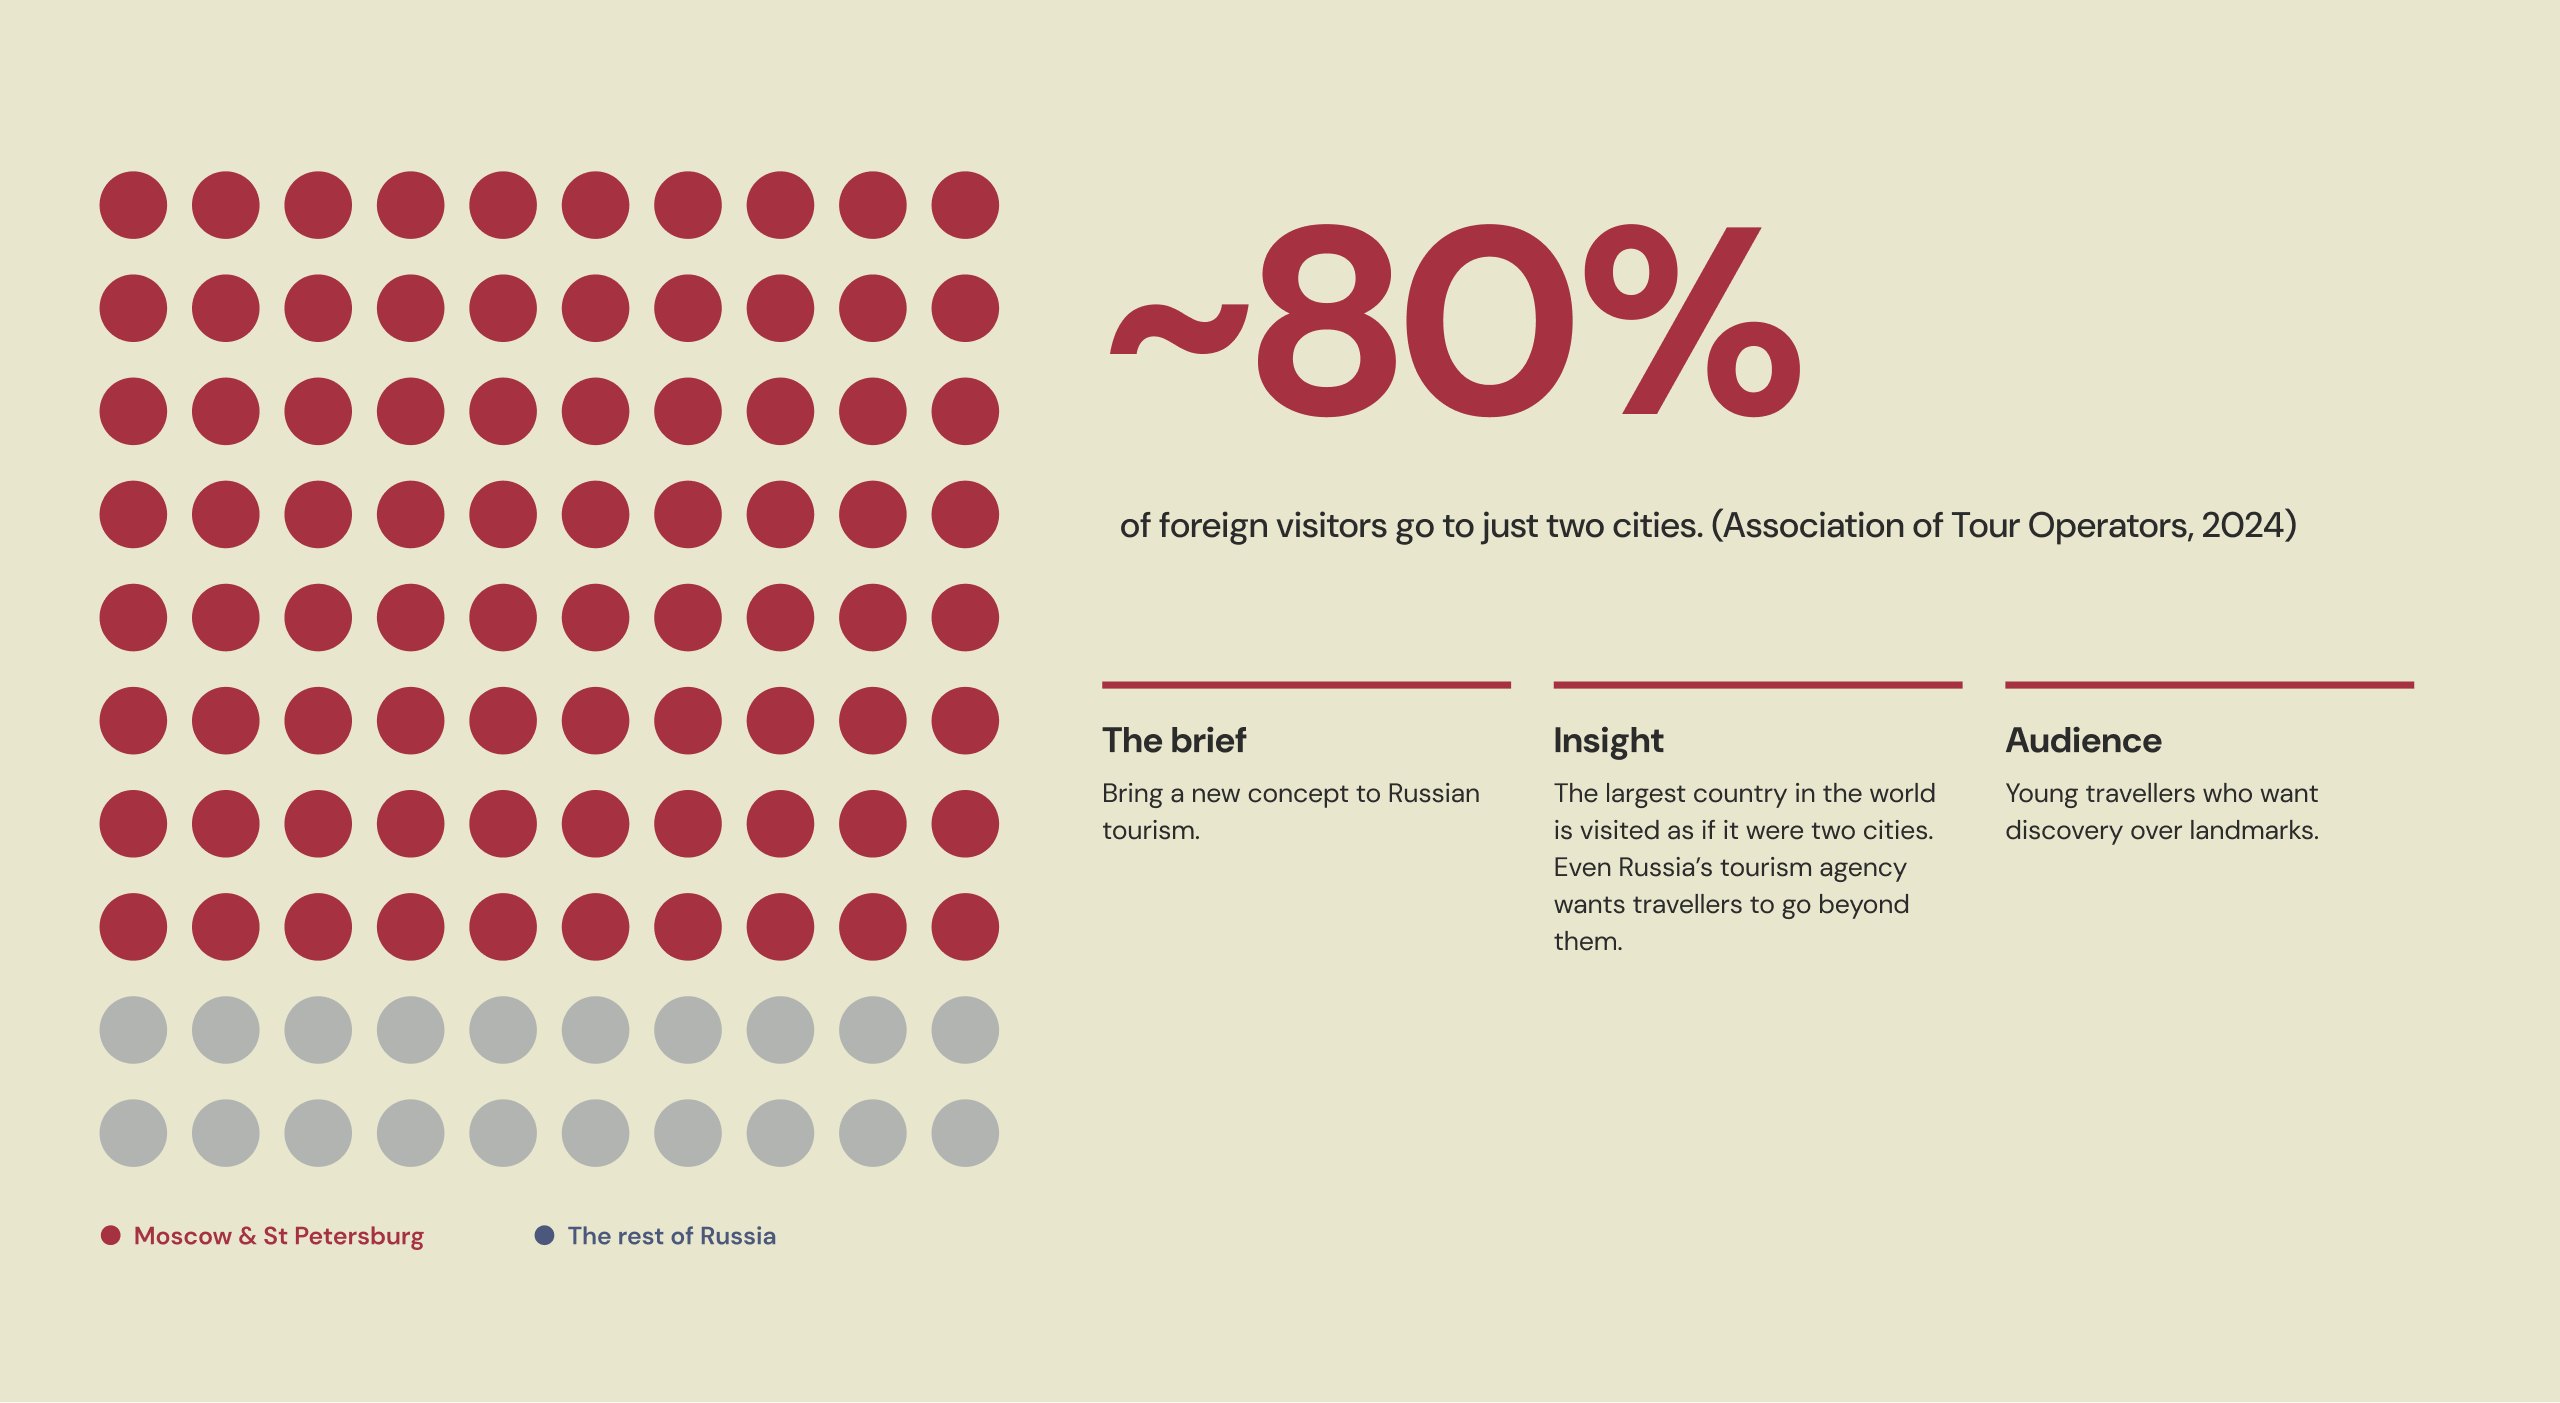 ~80%
of foreign visitors go to just two cities. (Association of Tour Operators, 2024)
The brief
Bring a new concept to Russian
tourism.
Insight
The largest country in the world
is visited as if it were two cities.
Even Russia’s tourism agency
wants travellers to go beyond
them.
Audience
Young travellers who want
discovery over landmarks.
Moscow & St Petersburg
The rest of Russia